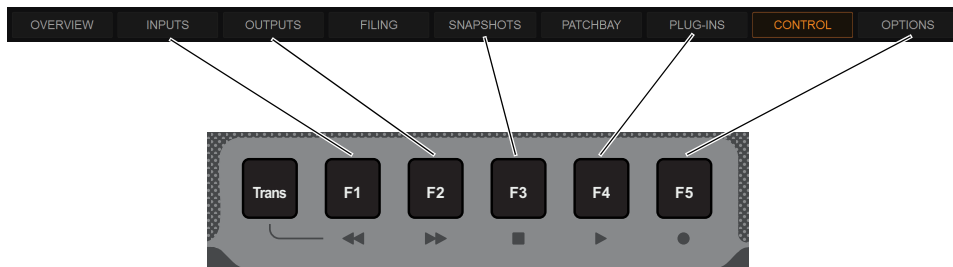 OVERVIEW INPUTS OUTPUTS FILING SNAPSHOTS PATCHBAY PLUG-INS CONTROL OPTIONS
Trans F1 F2 F3 F4 F5